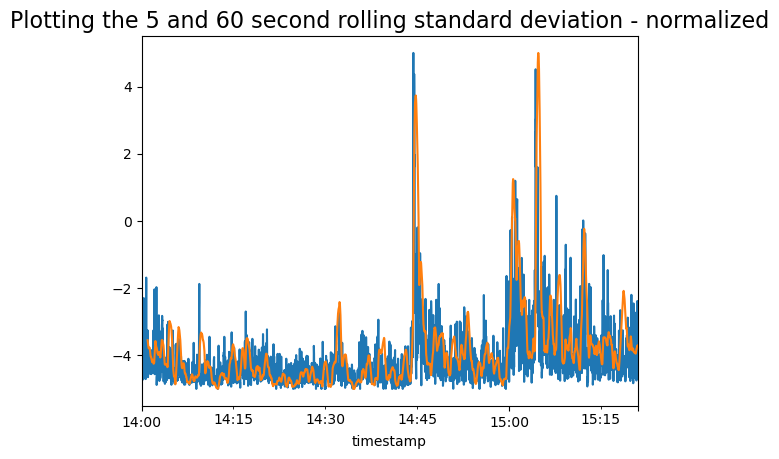 Plotting the 5 and 60 second rolling standard deviation - normalized
4
2
0
−2
−4
14:00 14:15 14:30 14:45 15:00 15:15
timestamp